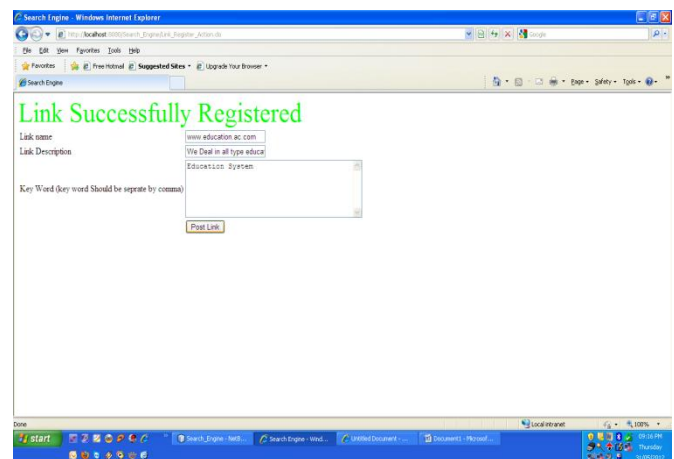 Search Engine - Windows Internet Explorer
http://localhost:8080/Search_Engine/Link_Register_Action.do
Google
File Edit View Favorites Tools Help
Favorites Free Hotmail Suggested Sites Upgrade Your Browser
Search Engine
Page Safety Tools
Link Successfully Registered
Link name
www.education.ac.com
Link Description
We Deal in all type educa
Key Word (key word Should be seprate by comma)
Education System
Post Link
Done
Local intranet
100%
start
Search_Engine - NetB...
Search Engine - Wind...
Untitled Document - ...
Document1 - Microsof...
09:16 PM
Thursday
31/05/2012